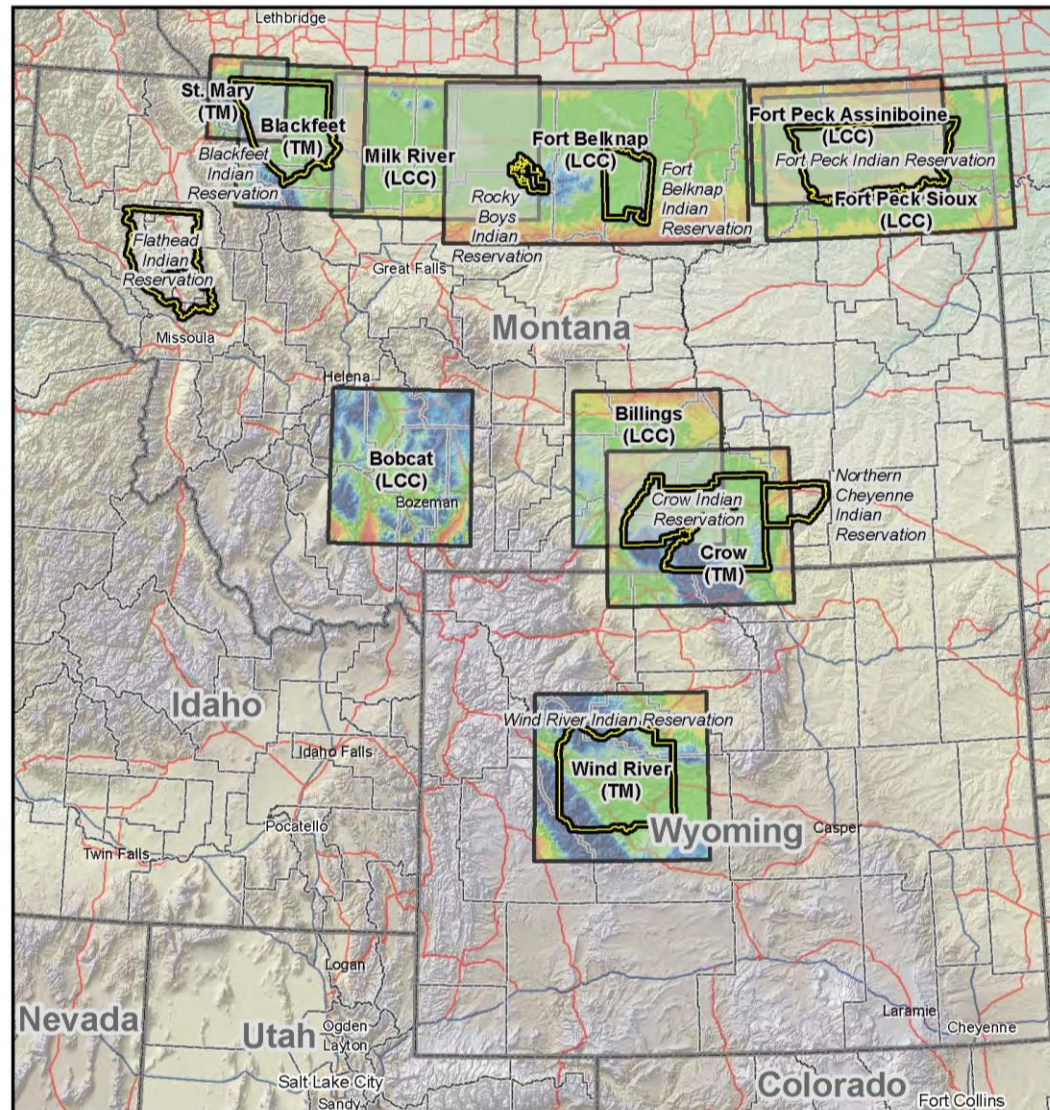 Lethbridge
St. Mary
(TM)
Blackfeet
(TM)
Blackfeet
Indian
Reservation
Milk River
(LCC)
Fort Belknap
(LCC)
Rocky
Boys
Indian
Reservation
Fort
Belknap
Indian
Reservation
Fort Peck Assiniboine
(LCC)
Fort Peck Indian Reservation
Fort Peck Sioux
(LCC)
Flathead
Indian
Reservation
Great Falls
Missoula
Montana
Helena
Bobcat
(LCC)
Bozeman
Billings
(LCC)
Crow Indian
Reservation
Crow
(TM)
Northern
Cheyenne
Indian
Reservation
Idaho
Idaho Falls
Wind River Indian Reservation
Wind River
(TM)
Wyoming
Casper
Pocatello
Twin Falls
Logan
Nevada
Utah
Ogden
Layton
Salt Lake City
Sandy
Laramie
Cheyenne
Colorado
Fort Collins